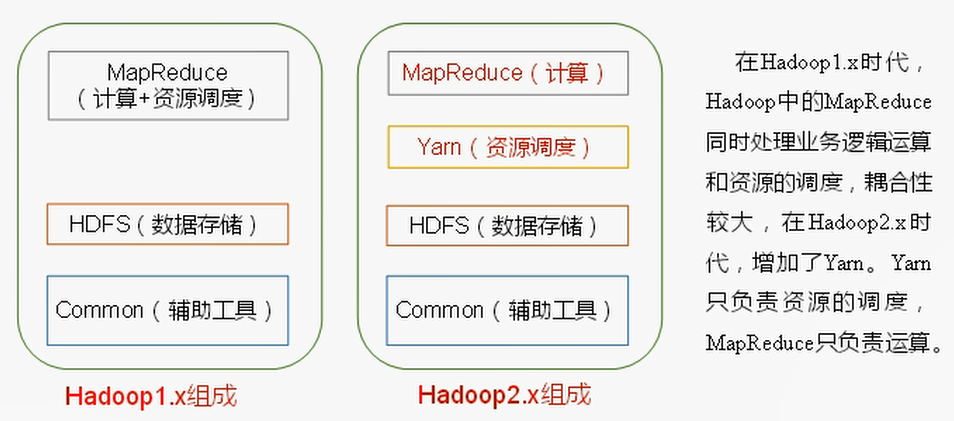 MapReduce
（计算+资源调度）
HDFS（数据存储）
Common（辅助工具）
Hadoop1.x组成
MapReduce（计算）
Yarn（资源调度）
HDFS（数据存储）
Common（辅助工具）
Hadoop2.x组成
在Hadoop1.x时代，
Hadoop中的MapReduce
同时处理业务逻辑运算
和资源的调度，耦合性
较大，在Hadoop2.x时
代，增加了Yarn。Yarn
只负责资源的调度，
MapReduce只负责运算。